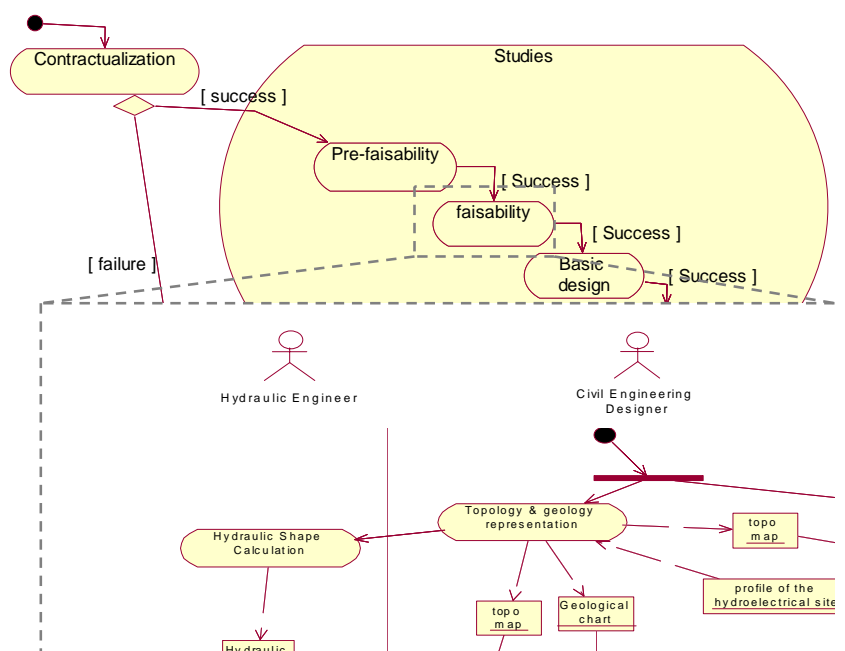 Contractualization
Studies
[ success ]
Pre-faisability
[ Success ]
faisability
[ Success ]
[ failure ]
Basic
design
[ Success ]
Hydraulic Engineer
Civil Engineering
Designer
Topology & geology
representation
Hydraulic Shape
Calculation
topo
map
profile of the
hydroelectrical site
topo
map
Geological
chart
Hydraulic